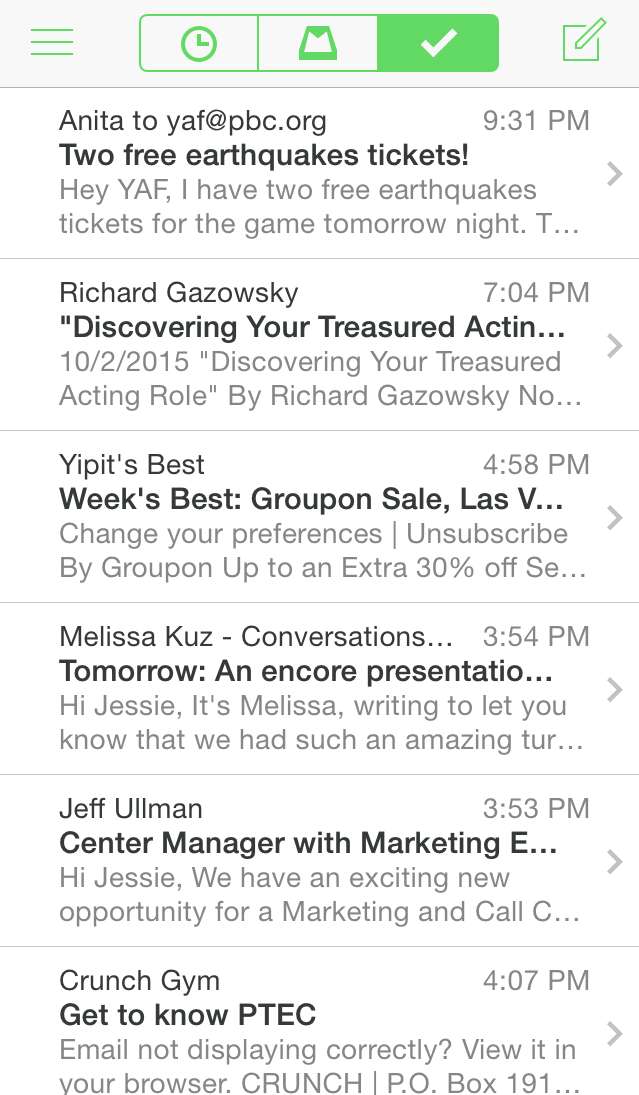 Anita to yaf@pbc.org 9:31 PM
Two free earthquakes tickets!
Hey YAF, I have two free earthquakes
tickets for the game tomorrow night. T...
Richard Gazowsky 7:04 PM
"Discovering Your Treasured Actin...
10/2/2015 "Discovering Your Treasured
Acting Role" By Richard Gazowsky No...
Yipit's Best 4:58 PM
Week's Best: Groupon Sale, Las V...
Change your preferences | Unsubscribe
By Groupon Up to an Extra 30% off Se...
Melissa Kuz - Conversations... 3:54 PM
Tomorrow: An encore presentatio...
Hi Jessie, It's Melissa, writing to let you
know that we had such an amazing tur...
Jeff Ullman 3:53 PM
Center Manager with Marketing E...
Hi Jessie, We have an exciting new
opportunity for a Marketing and Call C...
Crunch Gym 4:07 PM
Get to know PTEC
Email not displaying correctly? View it in
your browser. CRUNCH | P.O. Box 191...